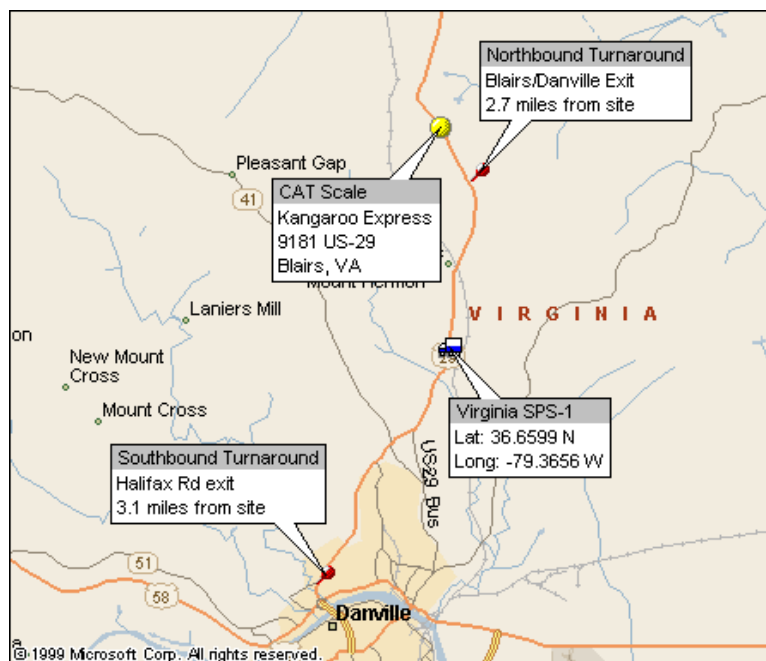 Northbound Turnaround
Blairs/Danville Exit
2.7 miles from site
Pleasant Gap
41
CAT Scale
Kangaroo Express
9181 US-29
Blairs, VA
Mount Hermon
VIRGINIA
Laniers Mill
on
New Mount
Cross
Mount Cross
29
Virginia SPS-1
Lat: 36.6599 N
Long: -79.3656 W
US-29 Bus
Southbound Turnaround
Halifax Rd exit
3.1 miles from site
51
58
Danville
© 1999 Microsoft Corp. All rights reserved.